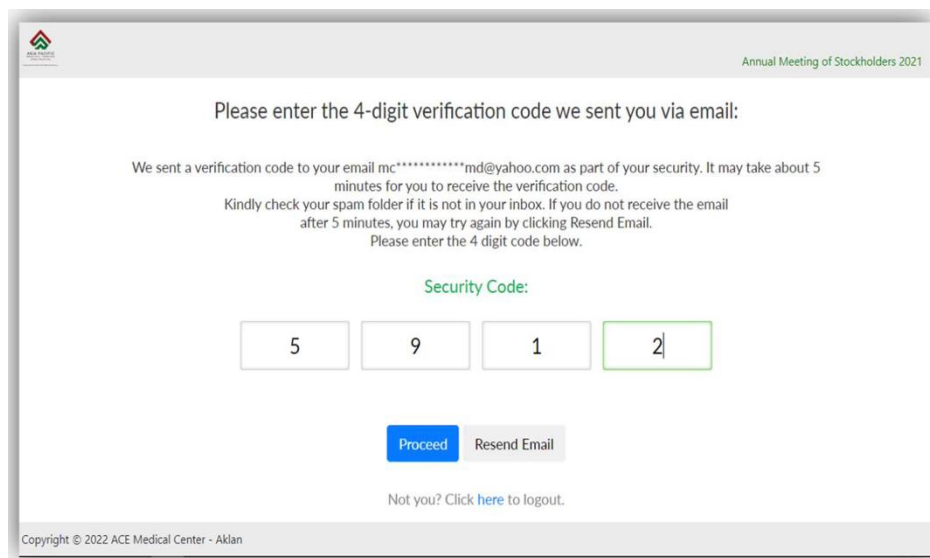 ASIA PACIFIC
Annual Meeting of Stockholders 2021
Please enter the 4-digit verification code we sent you via email:
We sent a verification code to your email mc************md@yahoo.com as part of your security. It may take about 5
minutes for you to receive the verification code.
Kindly check your spam folder if it is not in your inbox. If you do not receive the email
after 5 minutes, you may try again by clicking Resend Email.
Please enter the 4 digit code below.
Security Code:
5 9 1 2
Proceed Resend Email
Not you? Click here to logout.
Copyright © 2022 ACE Medical Center - Aklan